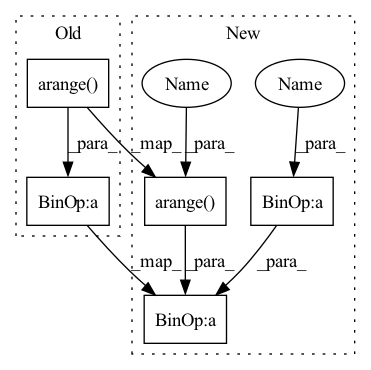 Old
New
arange()
Name
Name
_para_
_map_
_para_
_para_
BinOp:a
arange()
BinOp:a
_map_
_para_
_para_
BinOp:a